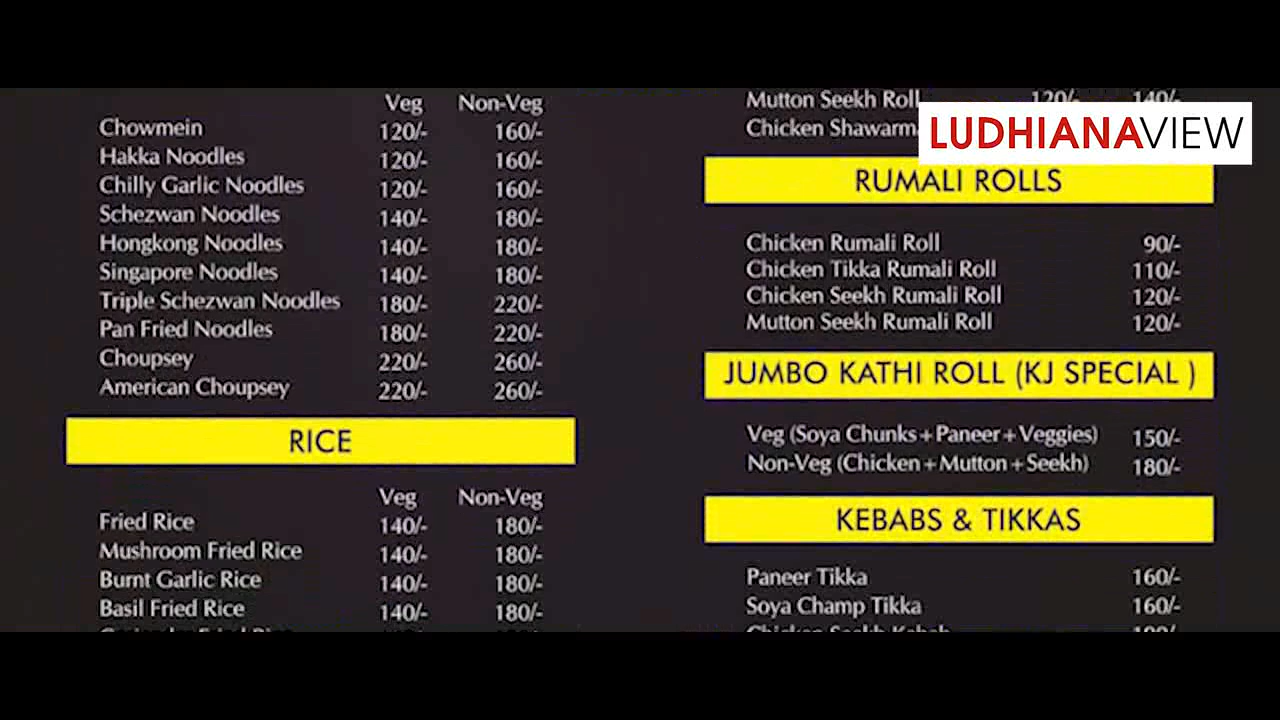 LUDHIANAVIEW
Veg Non-Veg
Chowmein 120/- 160/-
Hakka Noodles 120/- 160/-
Chilly Garlic Noodles 120/- 160/-
Schezwan Noodles 140/- 180/-
Hongkong Noodles 140/- 180/-
Singapore Noodles 140/- 180/-
Triple Schezwan Noodles 180/- 220/-
Pan Fried Noodles 180/- 220/-
Choupsey 220/- 260/-
American Choupsey 220/- 260/-
RICE
Veg Non-Veg
Fried Rice 140/- 180/-
Mushroom Fried Rice 140/- 180/-
Burnt Garlic Rice 140/- 180/-
Basil Fried Rice 140/- 180/-
Mutton Seekh Roll 120/- 140/-
Chicken
RUMALI ROLLS
Chicken Rumali Roll 90/-
Chicken Tikka Rumali Roll 110/-
Chicken Seekh Rumali Roll 120/-
Mutton Seekh Rumali Roll 120/-
JUMBO KATHI ROLL (KJ SPECIAL )
Veg (Soya Chunks+Paneer+Veggies) 150/-
Non-Veg (Chicken+Mutton+Seekh) 180/-
KEBABS & TIKKAS
Paneer Tikka 160/-
Soya Champ Tikka 160/-
Chicken Seekh Kebab